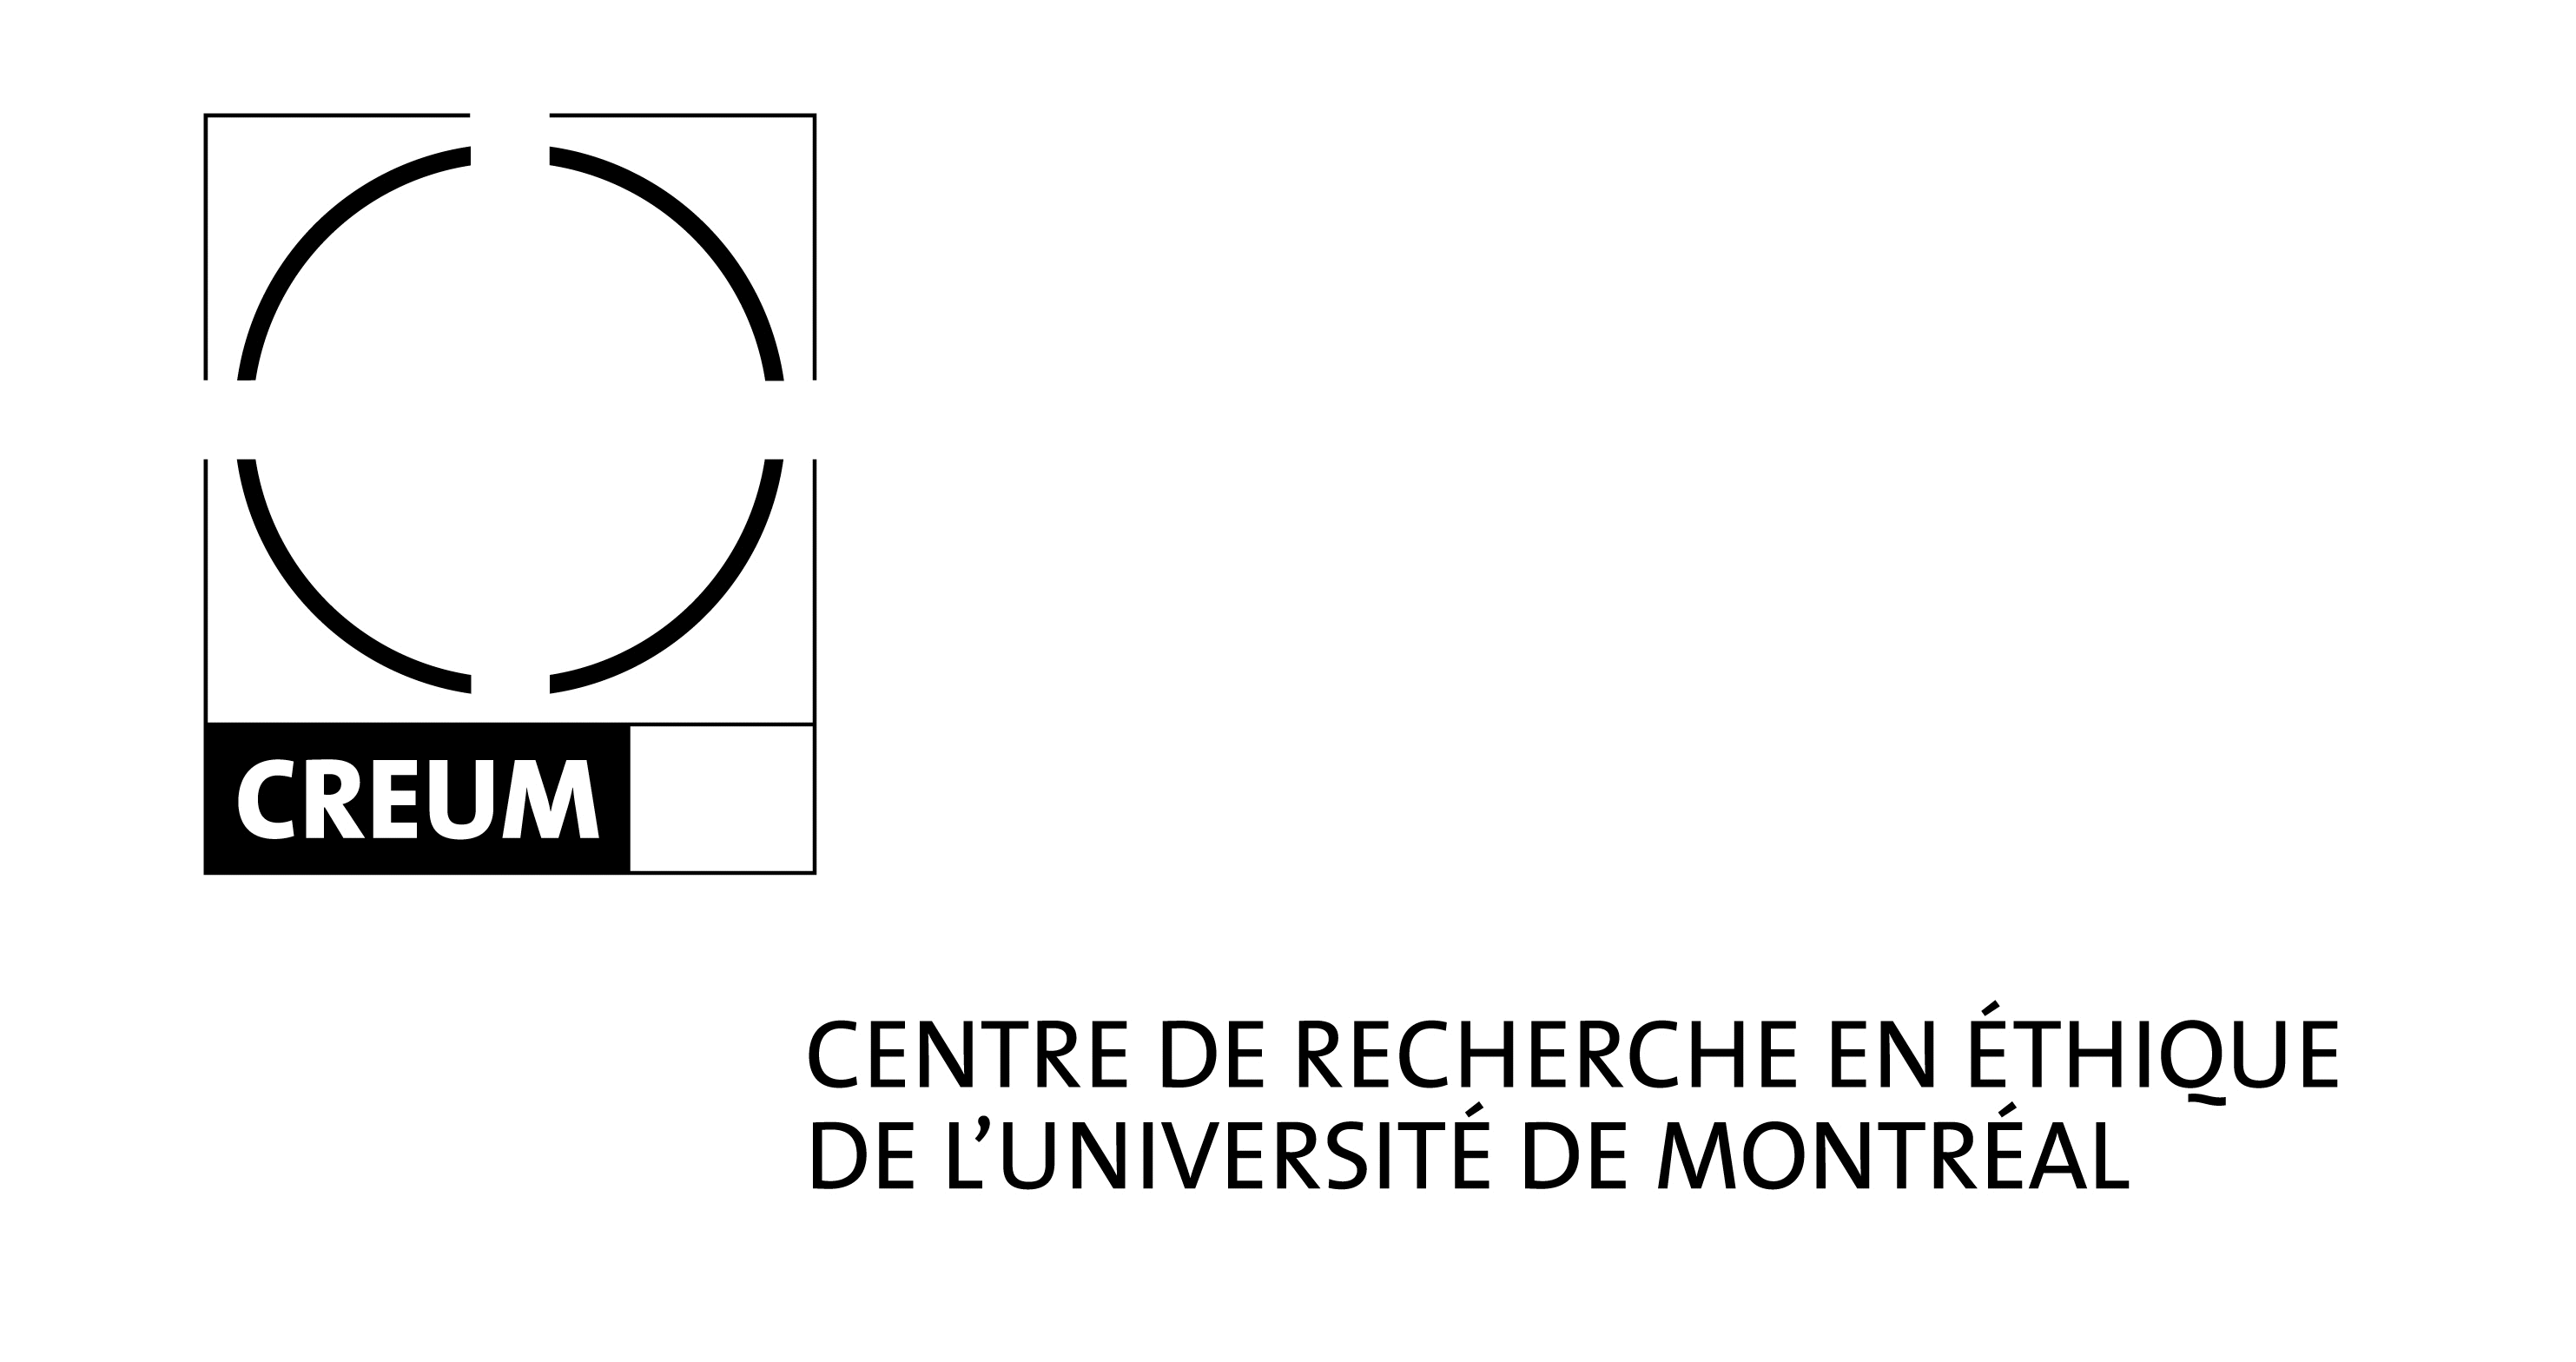 CREUM
CENTRE DE RECHERCHE EN ÉTHIQUE
DE L’UNIVERSITÉ DE MONTRÉAL